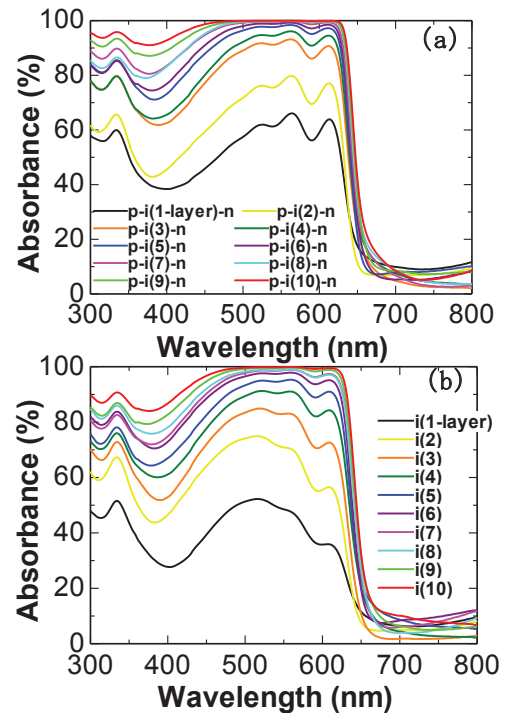 (a)
100
80
60
40
20
0
Absorbance (%)
p-i(1-layer)-n p-i(2)-n
p-i(3)-n p-i(4)-n
p-i(5)-n p-i(6)-n
p-i(7)-n p-i(8)-n
p-i(9)-n p-i(10)-n
300 400 500 600 700 800
Wavelength (nm)
(b)
100
80
60
40
20
0
Absorbance (%)
i(1-layer)
i(2)
i(3)
i(4)
i(5)
i(6)
i(7)
i(8)
i(9)
i(10)
300 400 500 600 700 800
Wavelength (nm)